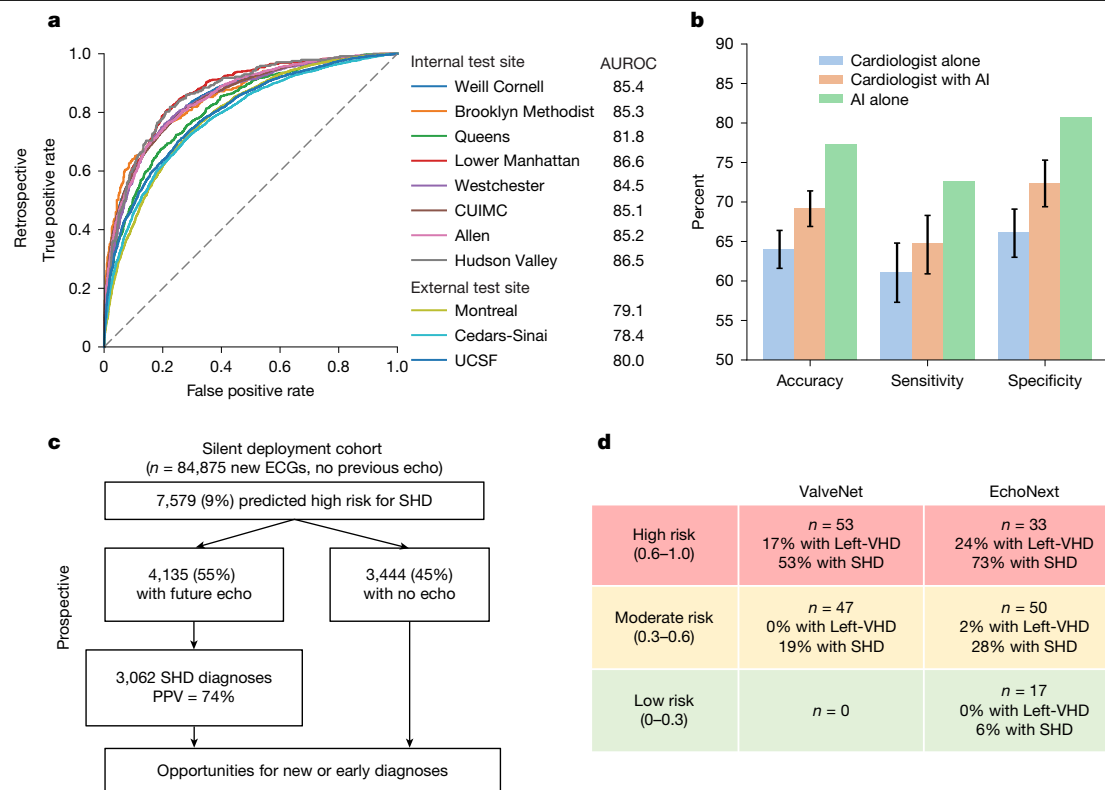 a
Retrospective
True positive rate
1.0
0.8
0.6
0.4
0.2
0
0
0.2
0.4
0.6
0.8
1.0
False positive rate
Internal test site AUROC
Weill Cornell 85.4
Brooklyn Methodist 85.3
Queens 81.8
Lower Manhattan 86.6
Westchester 84.5
CUIMC 85.1
Allen 85.2
Hudson Valley 86.5
External test site
Montreal 79.1
Cedars-Sinai 78.4
UCSF 80.0
b
Percent
90
85
80
75
70
65
60
55
50
Cardiologist alone
Cardiologist with AI
AI alone
Accuracy
Sensitivity
Specificity
c
Prospective
Silent deployment cohort
(n = 84,875 new ECGs, no previous echo)
7,579 (9%) predicted high risk for SHD
4,135 (55%)
with future echo
3,444 (45%)
with no echo
3,062 SHD diagnoses
PPV = 74%
Opportunities for new or early diagnoses
d
ValveNet
EchoNext
High risk
(0.6–1.0)
n = 53
17% with Left-VHD
53% with SHD
n = 33
24% with Left-VHD
73% with SHD
Moderate risk
(0.3–0.6)
n = 47
0% with Left-VHD
19% with SHD
n = 50
2% with Left-VHD
28% with SHD
Low risk
(0–0.3)
n = 0
n = 17
0% with Left-VHD
6% with SHD